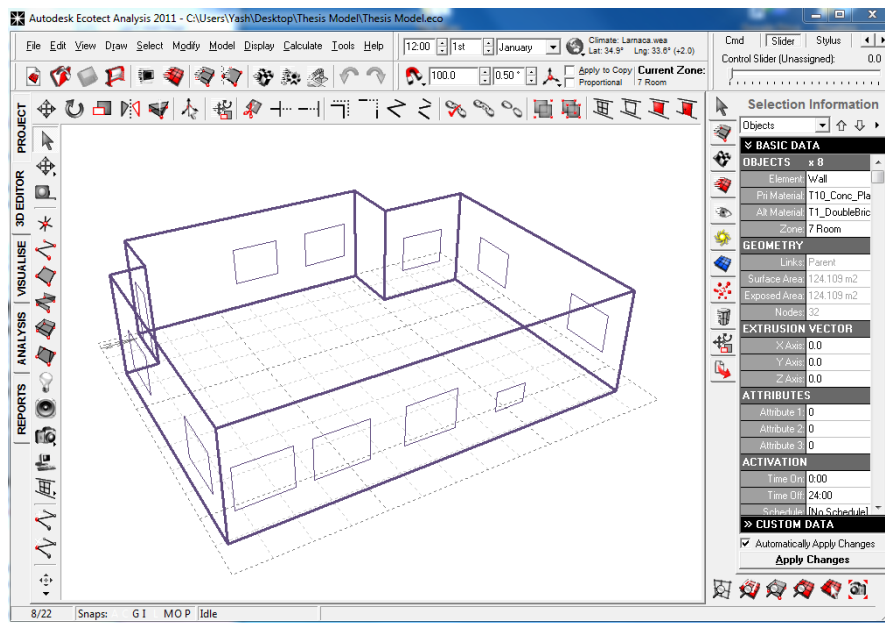 Autodesk Ecotect Analysis 2011 - C:\Users\Yash\Desktop\Thesis Model\Thesis Model.eco
File Edit View Draw Select Modify Model Display Calculate Tools Help
12:00 1st January
Climate: Larnaca.wea
Lat: 34.9° Lng: 33.6° (+2.0)
Cmd Slider Stylus
Control Slider (Unassigned): 0.0
100.0 0.50 °
Apply to Copy
Proportional
Current Zone:
7 Room
PROJECT
3D EDITOR
VISUALISE
ANALYSIS
REPORTS
Selection Information
Objects
BASIC DATA
OBJECTS x 8
Element: Wall
Pri Material: T10_Conc_Pla
Alt Material: T1_DoubleBric
Zone: 7 Room
GEOMETRY
Links: Parent
Surface Area: 124.109 m2
Exposed Area: 124.109 m2
Nodes: 32
EXTRUSION VECTOR
X Axis: 0.0
Y Axis: 0.0
Z Axis: 0.0
ATTRIBUTES
Attribute 1: 0
Attribute 2: 0
Attribute 3: 0
ACTIVATION
Time On: 0:00
Time Off: 24:00
Schedule: [No Schedule]
CUSTOM DATA
Automatically Apply Changes
Apply Changes
8/22 Snaps: G I M O P Idle